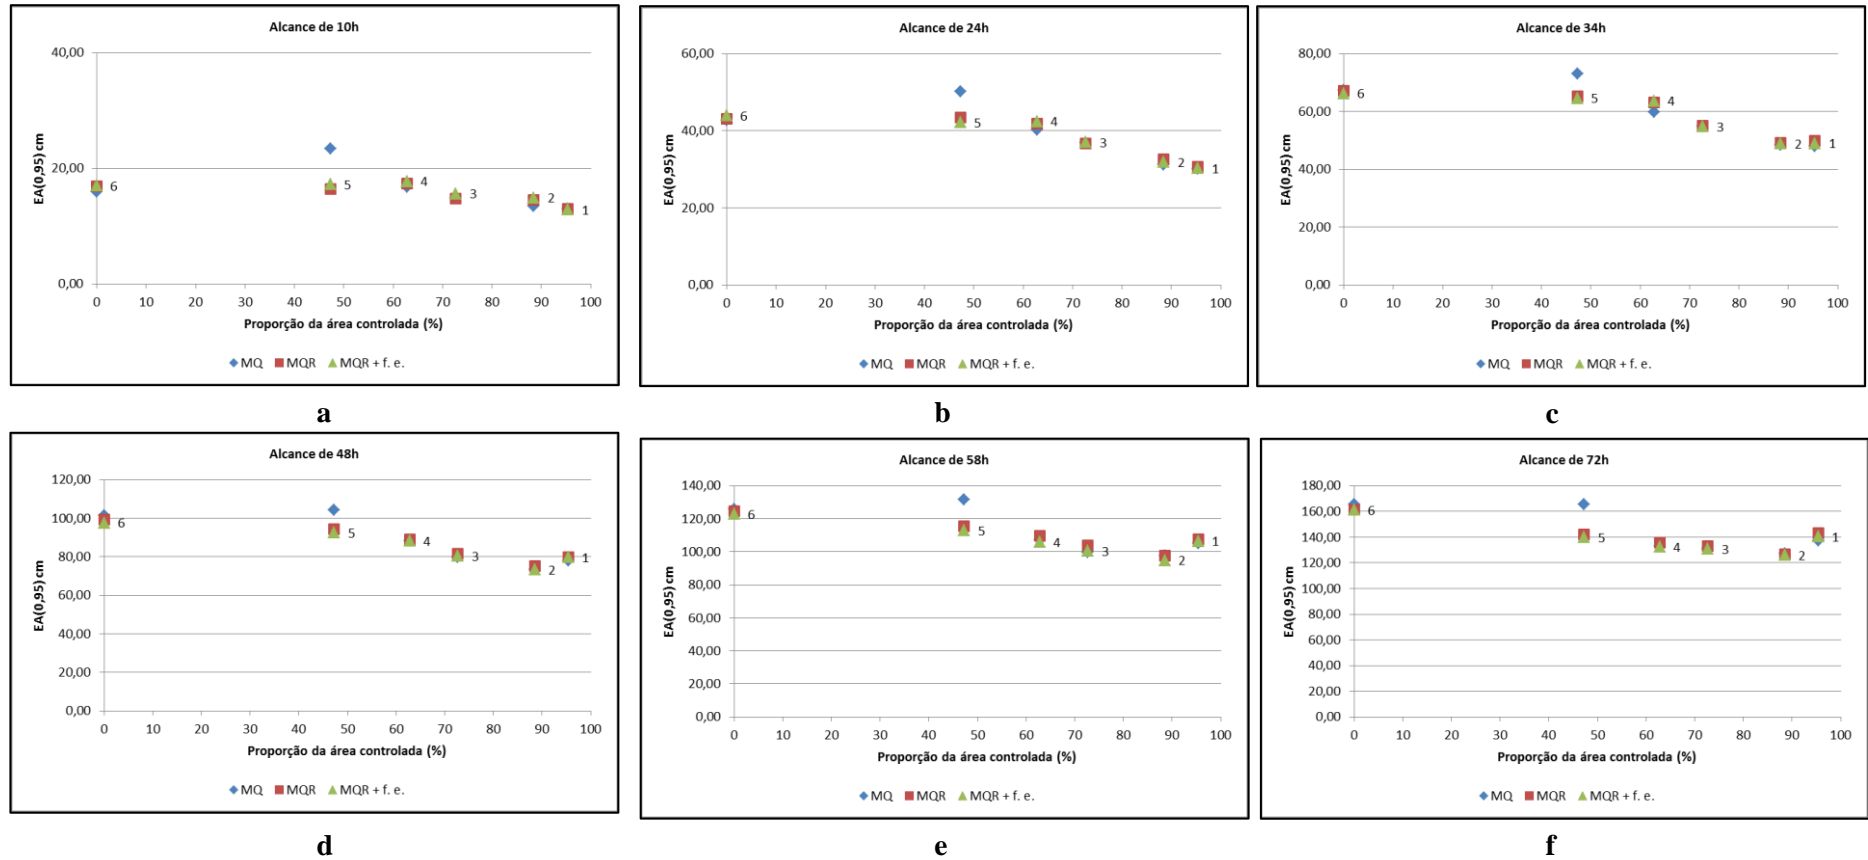 Alcance de 10h
40,00
20,00
0,00
EA(0,95) cm
6
5
4
3
2
1
0 10 20 30 40 50 60 70 80 90 100
Proporção da área controlada (%)
MQ MQR MQR + f. e.
a
Alcance de 24h
60,00
40,00
20,00
0,00
EA(0,95) cm
6
5
4
3
2
1
0 10 20 30 40 50 60 70 80 90 100
Proporção da área controlada (%)
MQ MQR MQR + f. e.
b
Alcance de 34h
80,00
60,00
40,00
20,00
0,00
EA(0,95) cm
6
5
4
3
2
1
0 10 20 30 40 50 60 70 80 90 100
Proporção da área controlada (%)
MQ MQR MQR + f. e.
c
Alcance de 48h
120,00
100,00
80,00
60,00
40,00
20,00
0,00
EA(0,95) cm
6
5
4
3
2
1
0 10 20 30 40 50 60 70 80 90 100
Proporção da área controlada (%)
MQ MQR MQR + f. e.
d
Alcance de 58h
140,00
120,00
100,00
80,00
60,00
40,00
20,00
0,00
EA(0,95) cm
6
5
4
3
2
1
0 10 20 30 40 50 60 70 80 90 100
Proporção da área controlada (%)
MQ MQR MQR + f. e.
e
Alcance de 72h
180,00
160,00
140,00
120,00
100,00
80,00
60,00
40,00
20,00
0,00
EA(0,95) cm
6
5
4
3
2
1
0 10 20 30 40 50 60 70 80 90 100
Proporção da área controlada (%)
MQ MQR MQR + f. e.
f